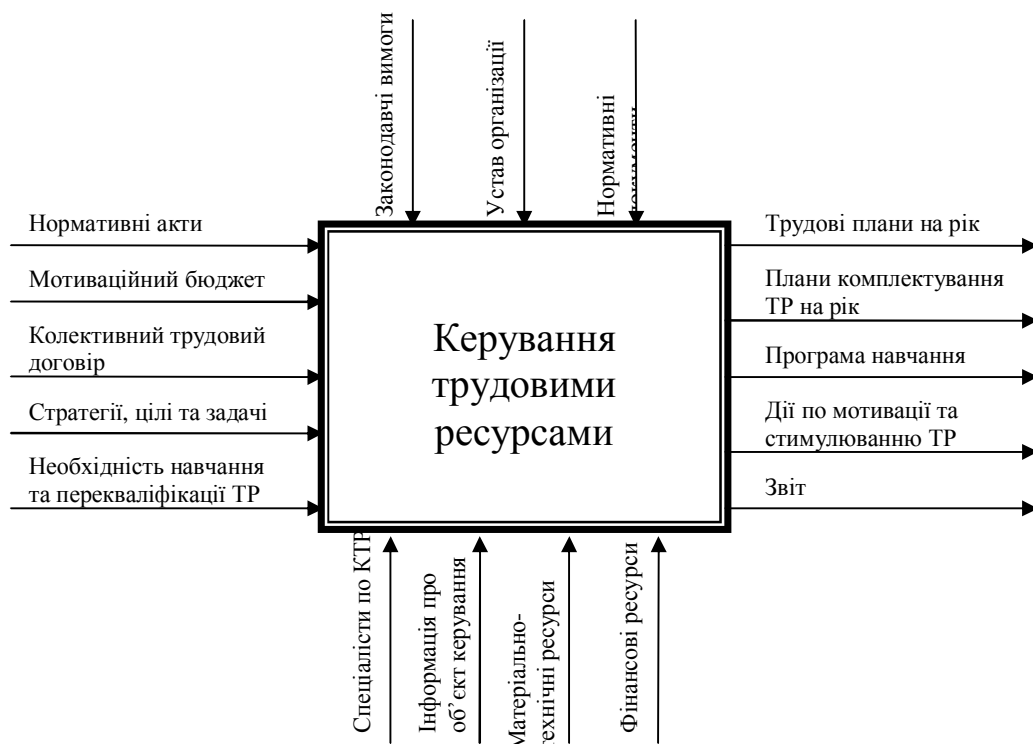 Законодавчі вимоги
Устав організації
Нормативні
Нормативні акти
Мотиваційний бюджет
Колективний трудовий
договір
Стратегії, цілі та задачі
Необхідність навчання
та перекваліфікації ТР
Керування
трудовими
ресурсами
Трудові плани на рік
Плани комплектування
ТР на рік
Програма навчання
Дії по мотивації та
стимулюванню ТР
Звіт
Спеціалісти по КТР
Інформація про
об’єкт керування
Матеріально-
технічні ресурси
Фінансові ресурси